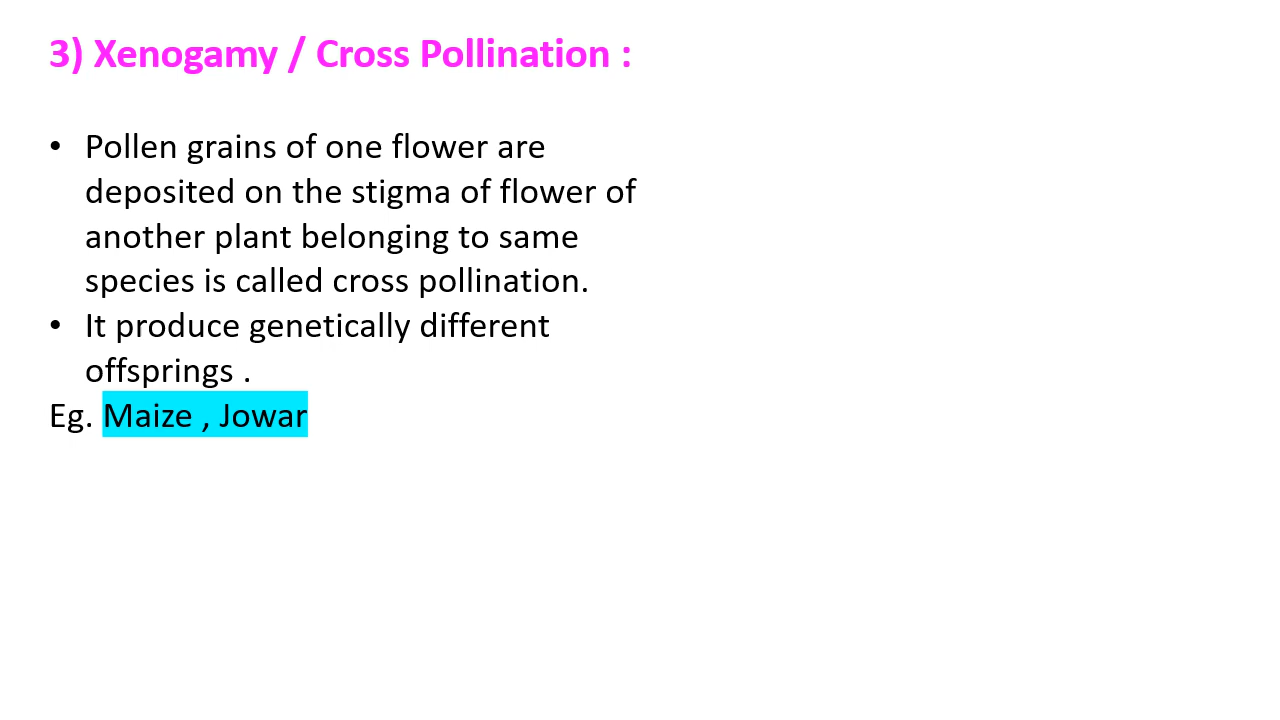 3) Xenogamy / Cross Pollination :
• Pollen grains of one flower are
deposited on the stigma of flower of
another plant belonging to same
species is called cross pollination.
• It produce genetically different
offsprings .
Eg. Maize , Jowar